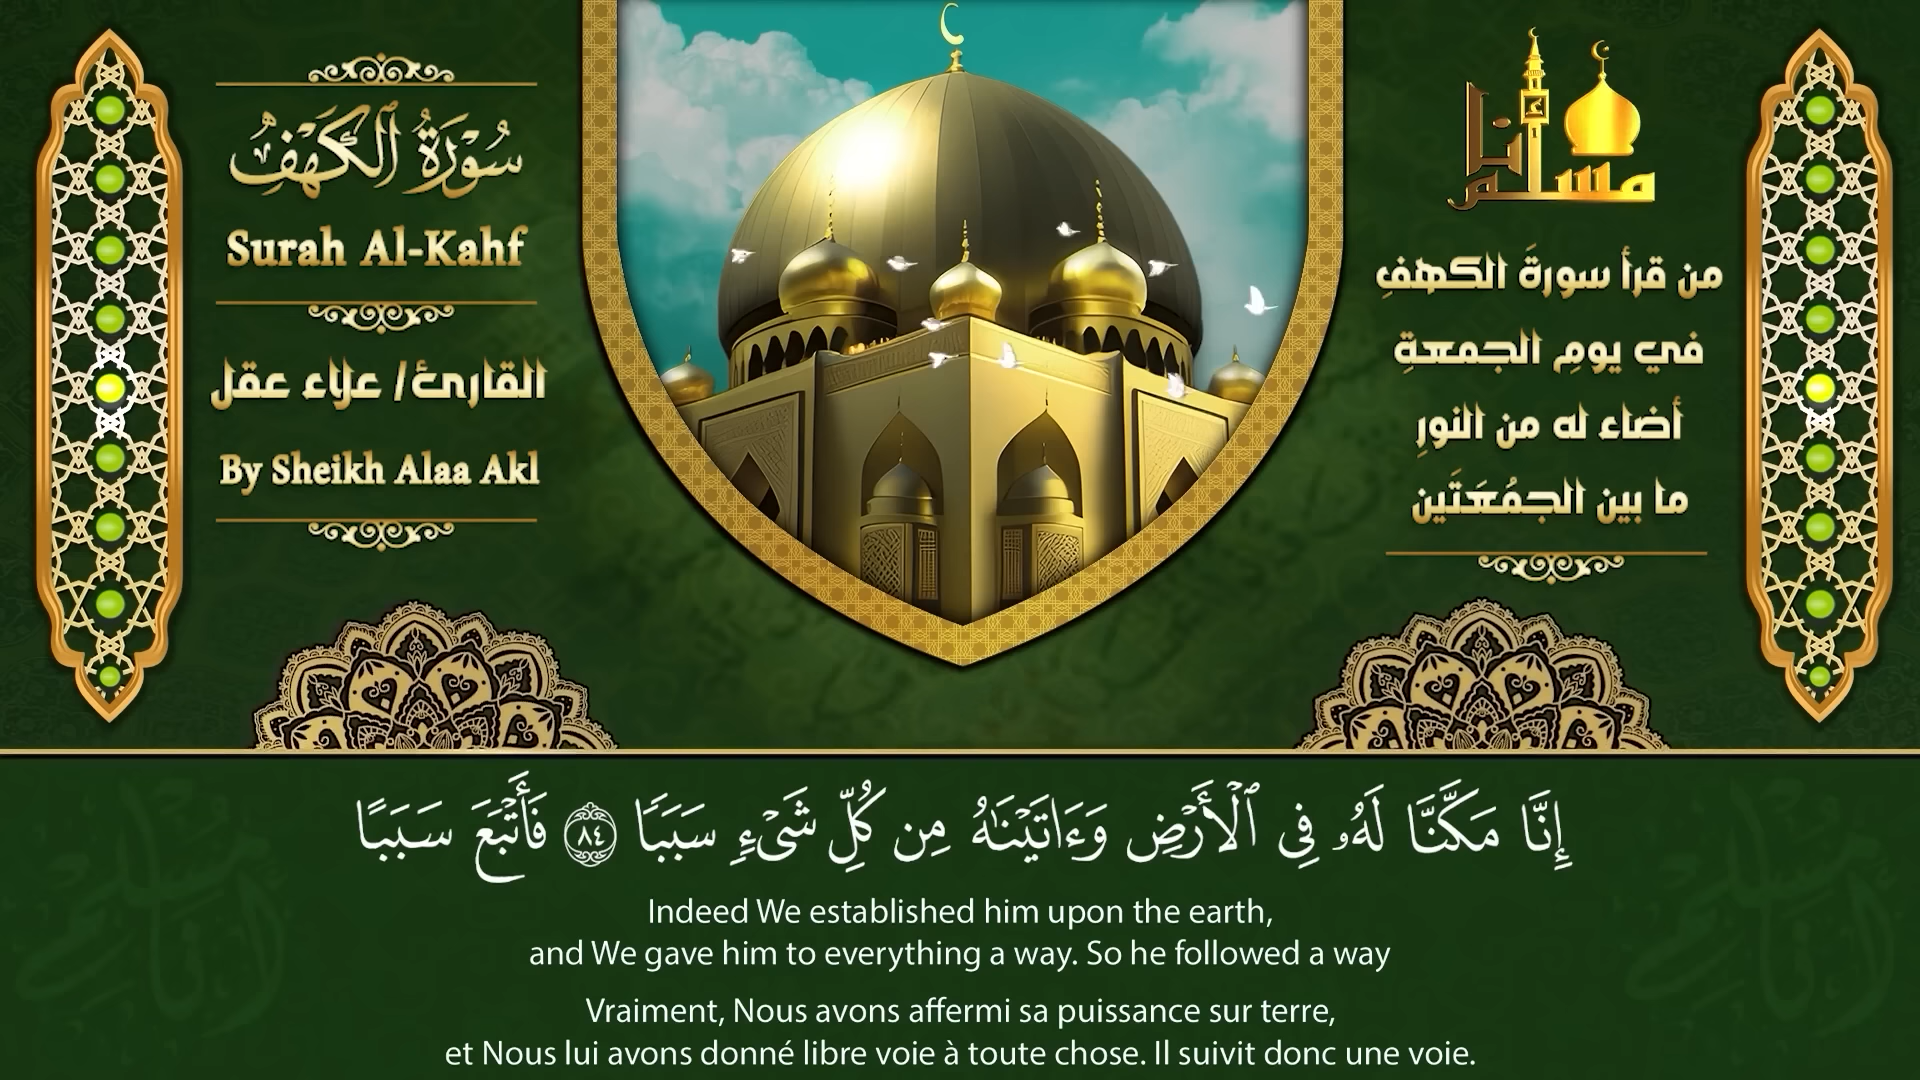 سُورَةُ الكَهْفِ
Surah Al-Kahf
القارئ/ علاء عقل
By Sheikh Alaa Akl
أنا
مسلم
من قرأ سورةَ الكهفِ
في يومِ الجمعةِ
أضاء له من النورِ
ما بين الجمُعَتَين
إِنَّا مَكَّنَّا لَهُۥ فِى ٱلْأَرْضِ وَءَاتَيْنَـٰهُ مِن كُلِّ شَىْءٍ سَبَبًا ٨٤ فَأَتْبَعَ سَبَبًا
Indeed We established him upon the earth,
and We gave him to everything a way. So he followed a way
Vraiment, Nous avons affermi sa puissance sur terre,
et Nous lui avons donné libre voie à toute chose. Il suivit donc une voie.